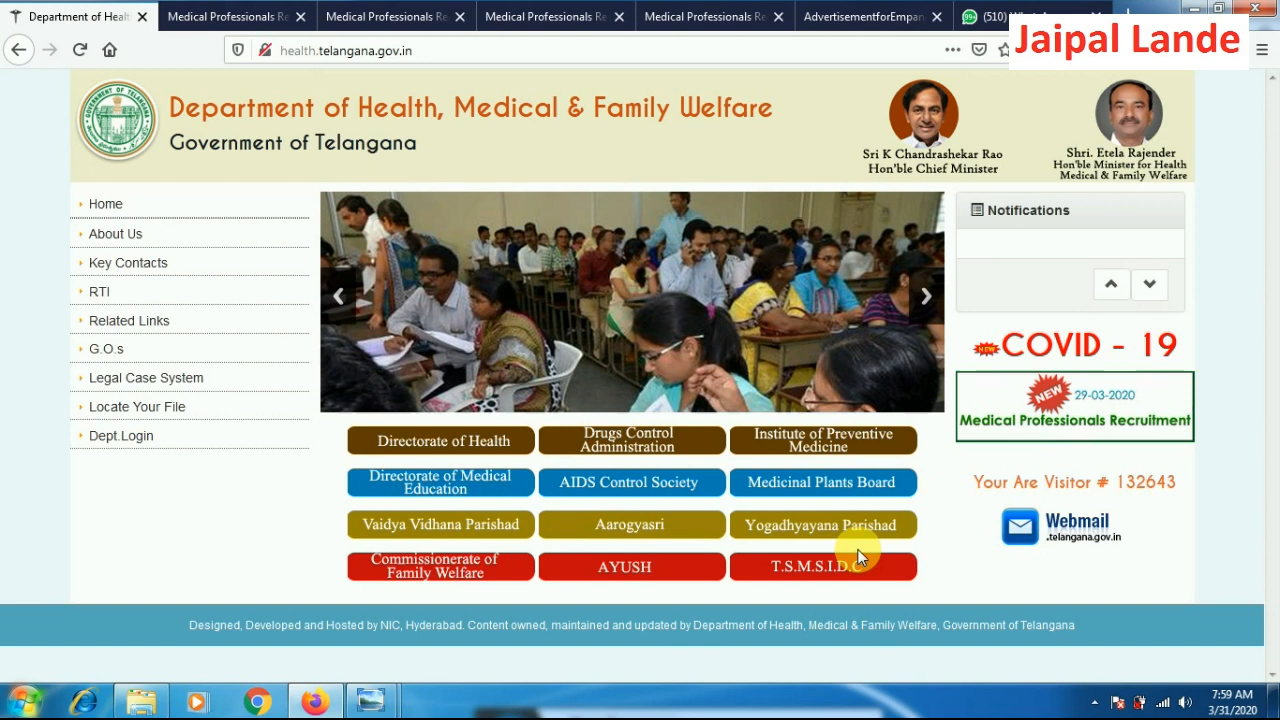 Department of Heal
Medical Professionals Re
Medical Professionals Re
Medical Professionals Re
Medical Professionals Re
AdvertisementforEmpan
99+
(510)
Jaipal Lande
health.telangana.gov.in
Department of Health, Medical & Family Welfare
Government of Telangana
Sri K Chandrashekar Rao
Hon'ble Chief Minister
Shri. Etela Rajender
Hon'ble Minister for Health
Medical & Family Welfare
Home
About Us
Key Contacts
RTI
Related Links
G.O.s
Legal Case System
Locate Your File
Dept.Login
Notifications
NEW COVID - 19
NEW 29-03-2020
Medical Professionals Recruitment
Directorate of Health
Drugs Control
Administration
Institute of Preventive
Medicine
Directorate of Medical
Education
AIDS Control Society
Medicinal Plants Board
Vaidya Vidhana Parishad
Aarogyasri
Yogadhyayana Parishad
Commissionerate of
Family Welfare
AYUSH
T.S.M.S.I.D.C
Your Are Visitor # 132643
Webmail
.telangana.gov.in
Designed, Developed and Hosted by NIC, Hyderabad. Content owned, maintained and updated by Department of Health, Medical & Family Welfare, Government of Telangana
7:59 AM
3/31/2020